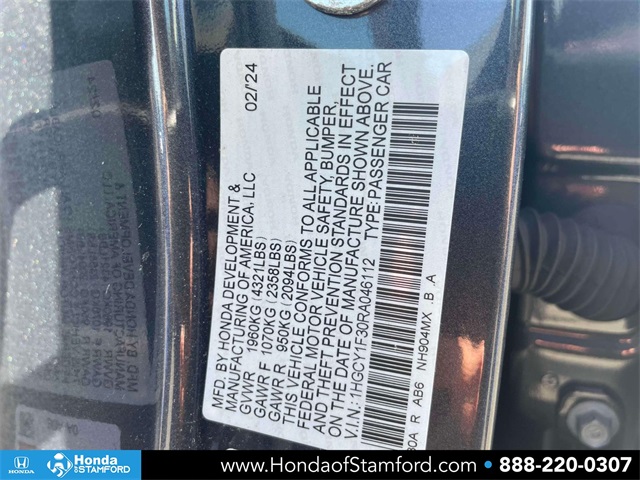 MFD. BY HONDA DEVELOPMENT &
MANUFACTURING OF AMERICA, LLC 02/'24
GVWR 1960KG (4321LBS)
GAWR F 1070KG (2358LBS)
GAWR R 950KG (2094LBS)
THIS VEHICLE CONFORMS TO ALL APPLICABLE
FEDERAL MOTOR VEHICLE SAFETY, BUMPER,
AND THEFT PREVENTION STANDARDS IN EFFECT
ON THE DATE OF MANUFACTURE SHOWN ABOVE.
V.I.N.: 1HGCY1F30RA046112 TYPE: PASSENGER CAR
30A R AB6 NH904MX .B .A
HONDA
Honda
OF STAMFORD
www.HondaofStamford.com • 888-220-0307